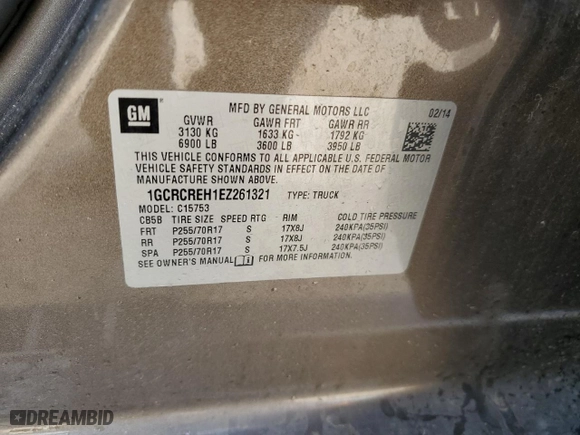 GM
MFD BY GENERAL MOTORS LLC
02/14
GVWR GAWR FRT GAWR RR
3130 KG 1633 KG 1792 KG
6900 LB 3600 LB 3950 LB
THIS VEHICLE CONFORMS TO ALL APPLICABLE U.S. FEDERAL MOTOR
VEHICLE SAFETY STANDARDS IN EFFECT ON THE DATE OF
MANUFACTURE SHOWN ABOVE.
1GCRCREH1EZ261321 TYPE: TRUCK
MODEL: C15753
CB5B TIRE SIZE SPEED RTG RIM COLD TIRE PRESSURE
FRT P255/70R17 S 17X8J 240KPA(35PSI)
RR P255/70R17 S 17X8J 240KPA(35PSI)
SPA P255/70R17 S 17X7.5J 240KPA(35PSI)
SEE OWNER'S MANUAL FOR MORE INFORMATION.
DREAMBID